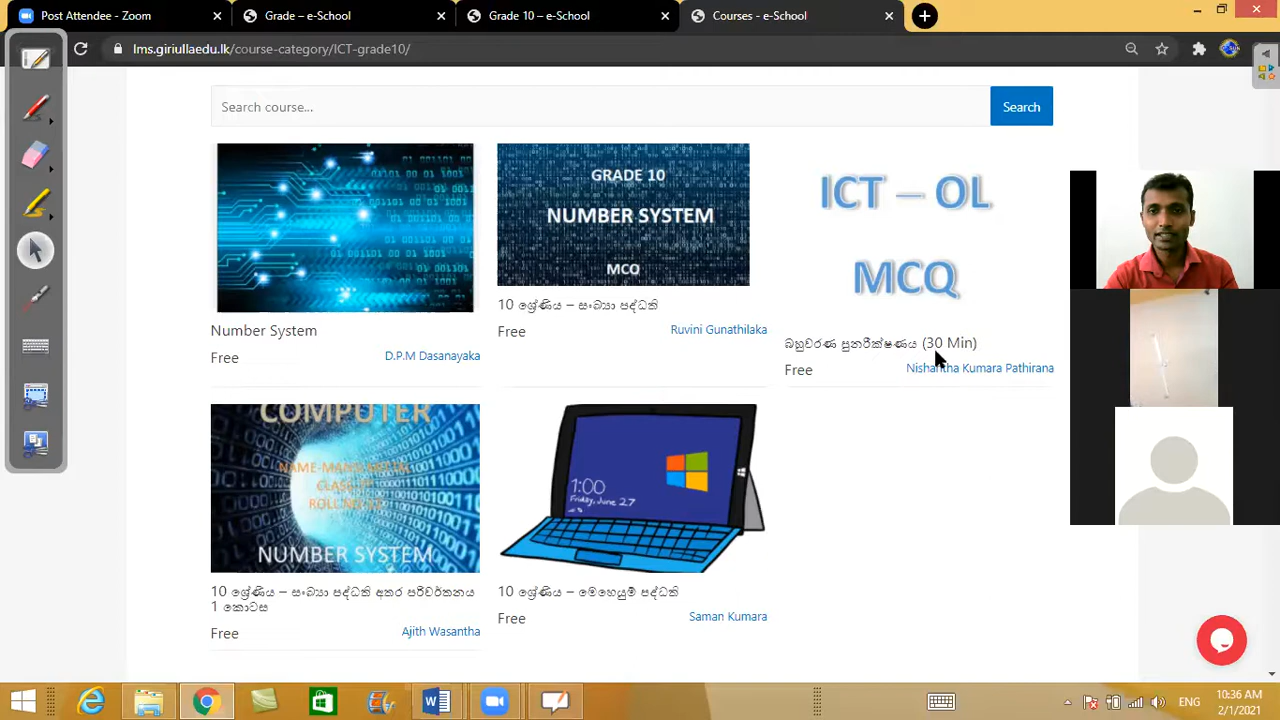 Post Attendee - Zoom
Grade – e-School
Grade 10 – e-School
Courses - e-School
lms.giriullaedu.lk/course-category/ICT-grade10/
Search course...
Search
GRADE 10
NUMBER SYSTEM
MCQ
ICT – OL
MCQ
Number System
Free
D.P.M Dasanayaka
10 ශ්‍රේණිය – සංඛ්‍යා පද්ධති
Free
Ruvini Gunathilaka
බහුවරණ පුනරීක්ෂණය (30 Min)
Free
Nishantha Kumara Pathirana
COMPUTER
CLASS
ROLL NO
NUMBER SYSTEM
1:00
Friday, June 27
10 ශ්‍රේණිය – සංඛ්‍යා පද්ධති අතර පරිවර්තනය
1 කොටස
Free
Ajith Wasantha
10 ශ්‍රේණිය – මෙහෙයුම් පද්ධති
Free
Saman Kumara
ENG
10:36 AM
2/1/2021